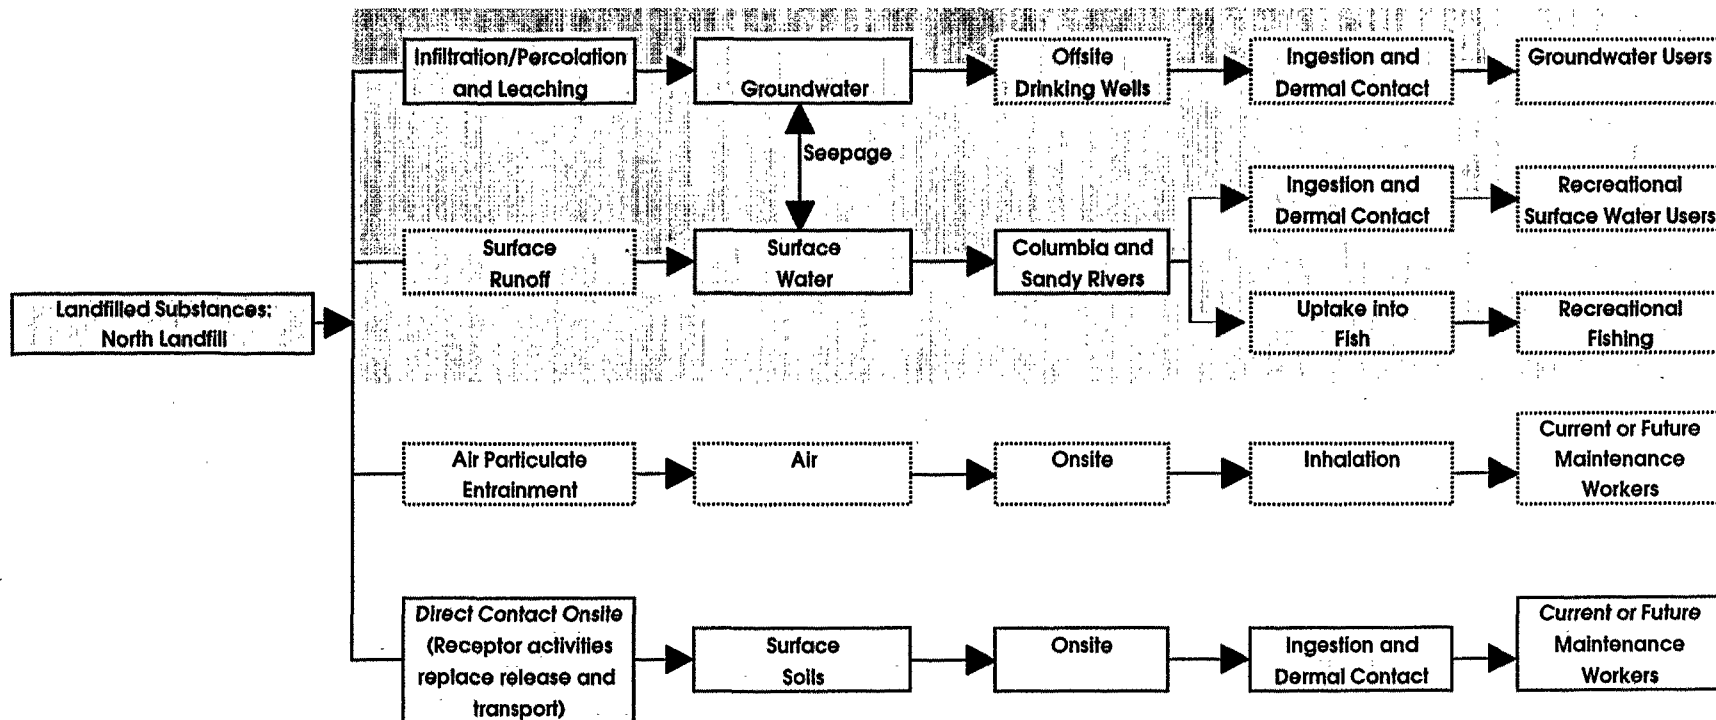 Infiltration/Percolation
and Leaching
Groundwater
Offsite
Drinking Wells
Ingestion and
Dermal Contact
Groundwater Users
Seepage
Ingestion and
Dermal Contact
Recreational
Surface Water Users
Surface
Runoff
Surface
Water
Columbia and
Sandy Rivers
Landfilled Substances:
North Landfill
Uptake into
Fish
Recreational
Fishing
Air Particulate
Entrainment
Air
Onsite
Inhalation
Current or Future
Maintenance
Workers
Direct Contact Onsite
(Receptor activities
replace release and
transport)
Surface
Soils
Onsite
Ingestion and
Dermal Contact
Current or Future
Maintenance
Workers